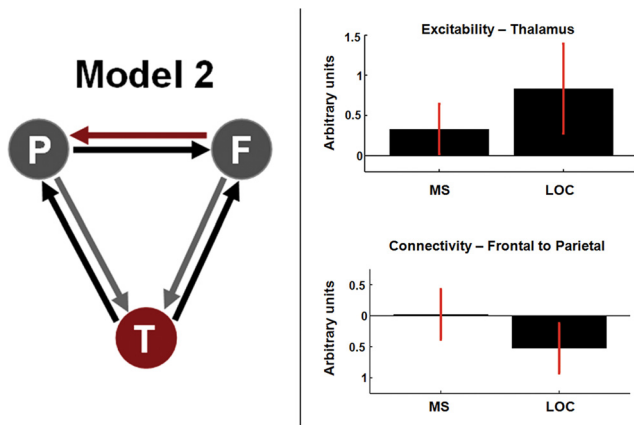 Model 2
P
F
T
Excitability – Thalamus
Arbitrary units
1.5
1
0.5
0
MS
LOC
Connectivity – Frontal to Parietal
Arbitrary units
0.5
0
0.5
1
MS
LOC